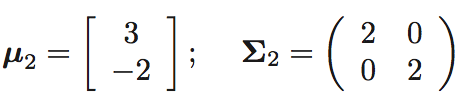 μ₂ = [ 3 −2 ] ; Σ₂ = ( 2 0 0 2 )